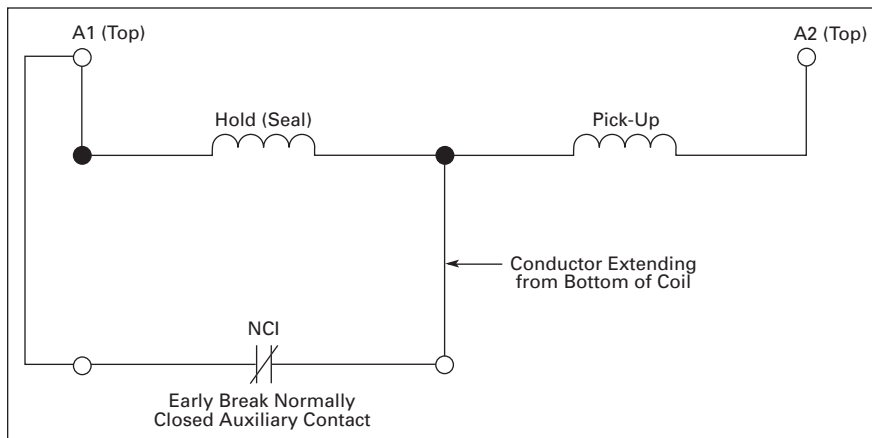 A1 (Top)
A2 (Top)
Hold (Seal)
Pick-Up
Conductor Extending
from Bottom of Coil
NCI
Early Break Normally
Closed Auxiliary Contact